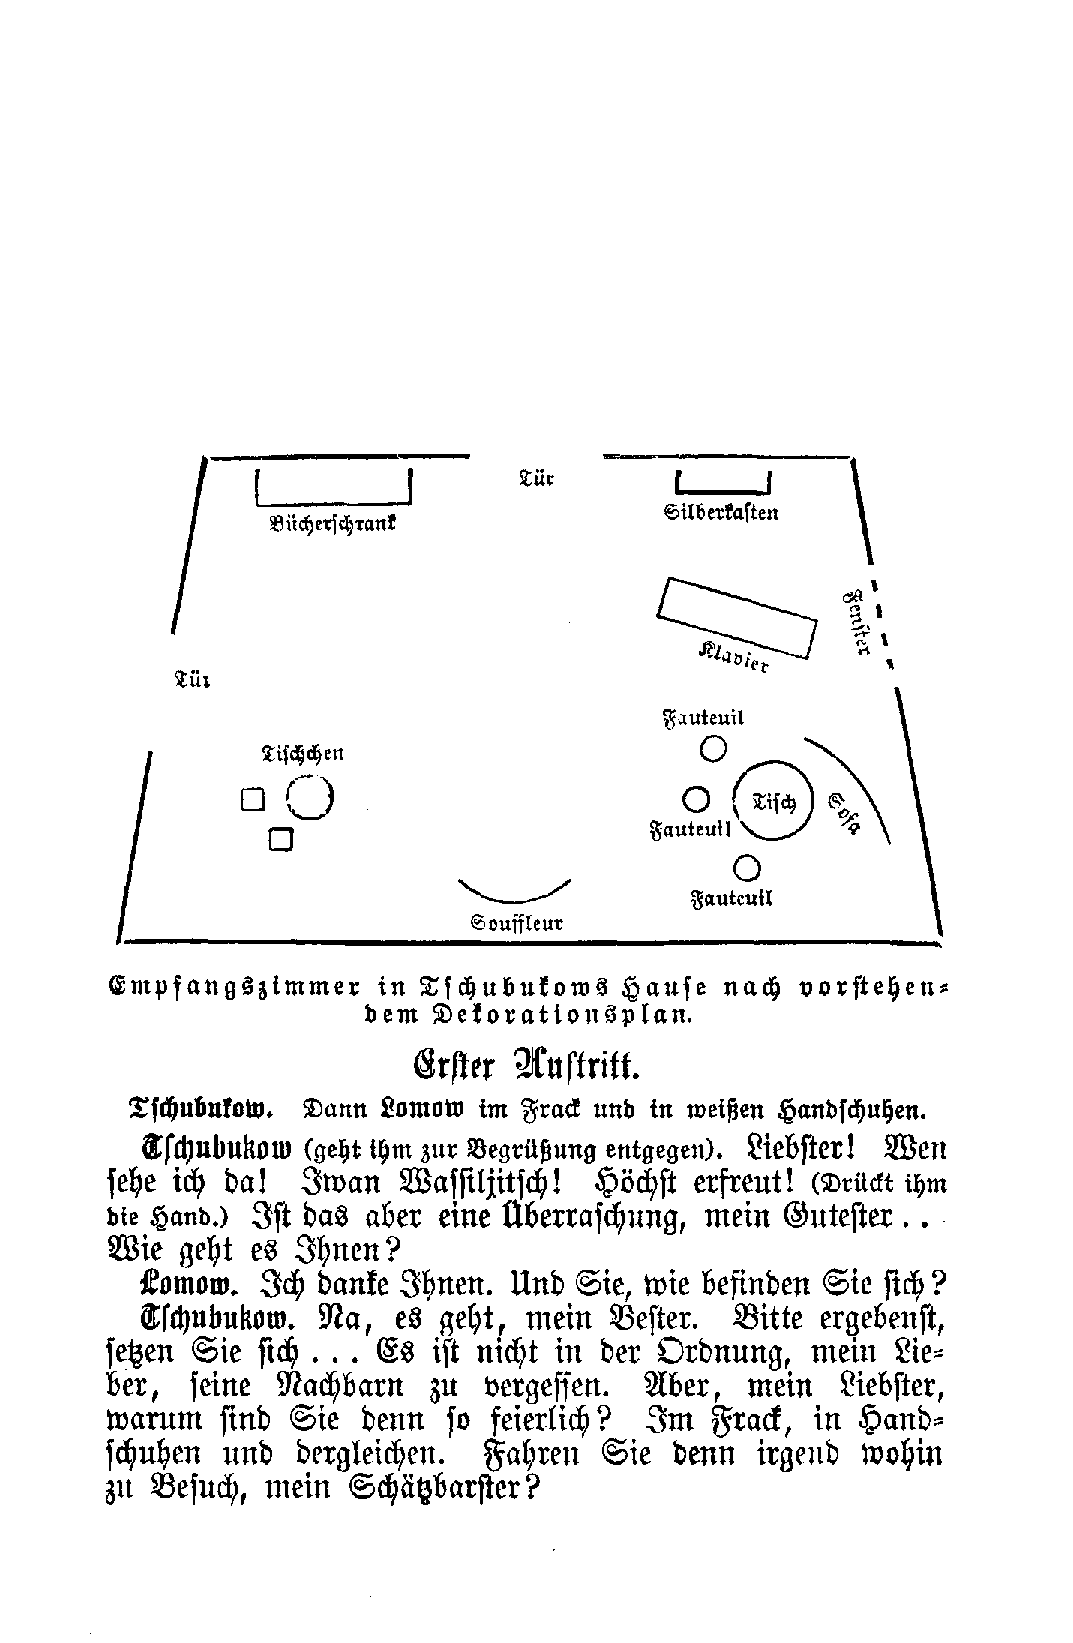 Tür
Bücherschrank
Silberkasten
Fenster
Klavier
Tür
Fauteuil
Tischchen
Tisch
Sofa
Fauteuil
Fauteuil
Souffleur
Empfangszimmer in Tschubukows Hause nach vorstehen-
dem Dekorationsplan.
Erster Auftritt.
Tschubukow. Dann Lomow im Frack und in weißen Handschuhen.
Tschubukow (geht ihm zur Begrüßung entgegen). Liebster! Wen
sehe ich da! Iwan Wassiljitsch! Höchst erfreut! (Drückt ihm
die Hand.) Ist das aber eine Überraschung, mein Gutester . .
Wie geht es Ihnen?
Lomow. Ich danke Ihnen. Und Sie, wie befinden Sie sich?
Tschubukow. Na, es geht, mein Bester. Bitte ergebenst,
setzen Sie sich . . . Es ist nicht in der Ordnung, mein Lie-
ber, seine Nachbarn zu vergessen. Aber, mein Liebster,
warum sind Sie denn so feierlich? Im Frack, in Hand-
schuhen und dergleichen. Fahren Sie denn irgend wohin
zu Besuch, mein Schätzbarster?